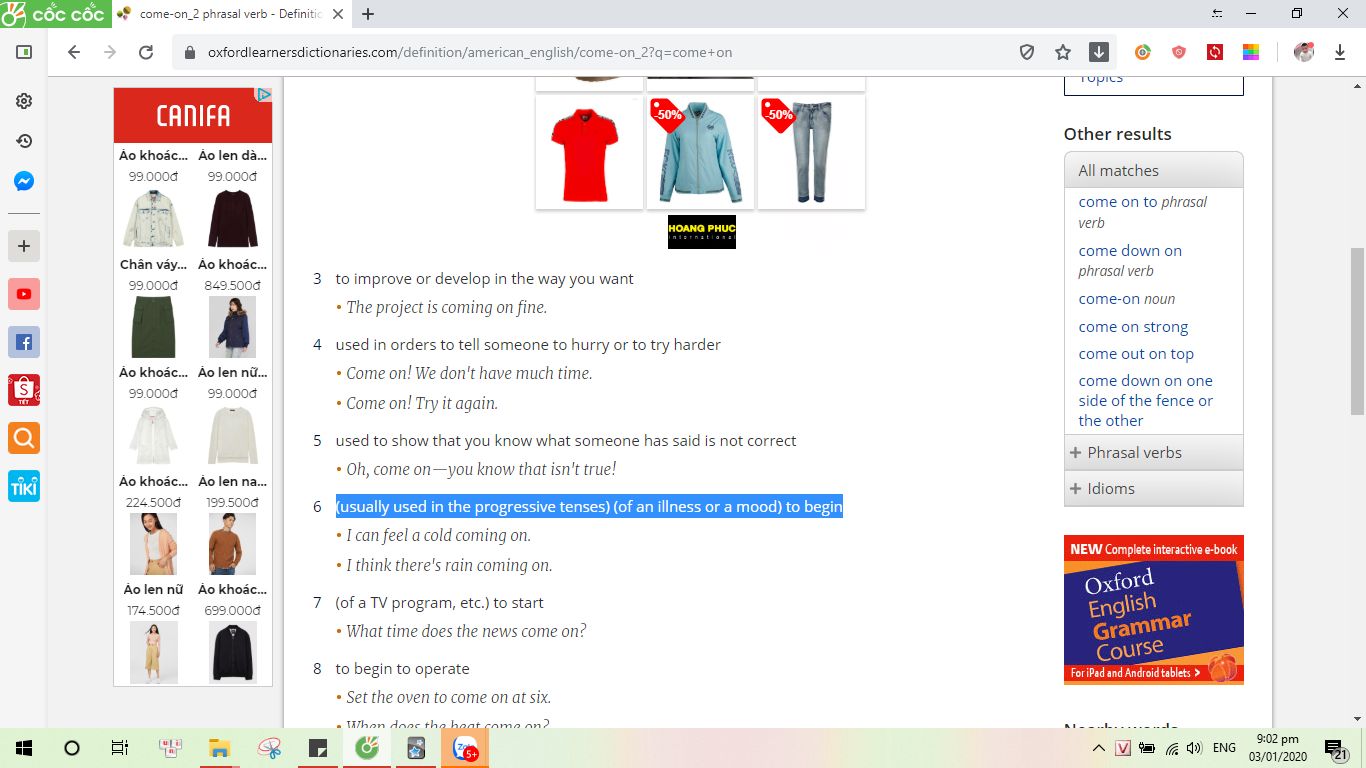 cốc cốc
come-on_2 phrasal verb - Definitic
oxfordlearnersdictionaries.com/definition/american_english/come-on_2?q=come+on
CANIFA
Áo khoác... Áo len dà...
99.000đ 99.000đ
Chân váy... Áo khoác...
99.000đ 849.500đ
Áo khoác... Áo len nữ...
99.000đ 99.000đ
Áo khoác... Áo len na...
224.500đ 199.500đ
Áo len nữ Áo khoác...
174.500đ 699.000đ
S
TẾT
TIKI
-50%
-50%
HOANG PHUC
International
3 to improve or develop in the way you want
• The project is coming on fine.
4 used in orders to tell someone to hurry or to try harder
• Come on! We don't have much time.
• Come on! Try it again.
5 used to show that you know what someone has said is not correct
• Oh, come on—you know that isn't true!
6 (usually used in the progressive tenses) (of an illness or a mood) to begin
• I can feel a cold coming on.
• I think there's rain coming on.
7 (of a TV program, etc.) to start
• What time does the news come on?
8 to begin to operate
• Set the oven to come on at six.
• When does the heat come on?
Topics
Other results
All matches
come on to phrasal
verb
come down on
phrasal verb
come-on noun
come on strong
come out on top
come down on one
side of the fence or
the other
+ Phrasal verbs
+ Idioms
NEW Complete interactive e-book
Oxford
English
Grammar
Course
For iPad and Android tablets >
Nearby words
Zalo
5+
V
ENG
9:02 pm
03/01/2020
21